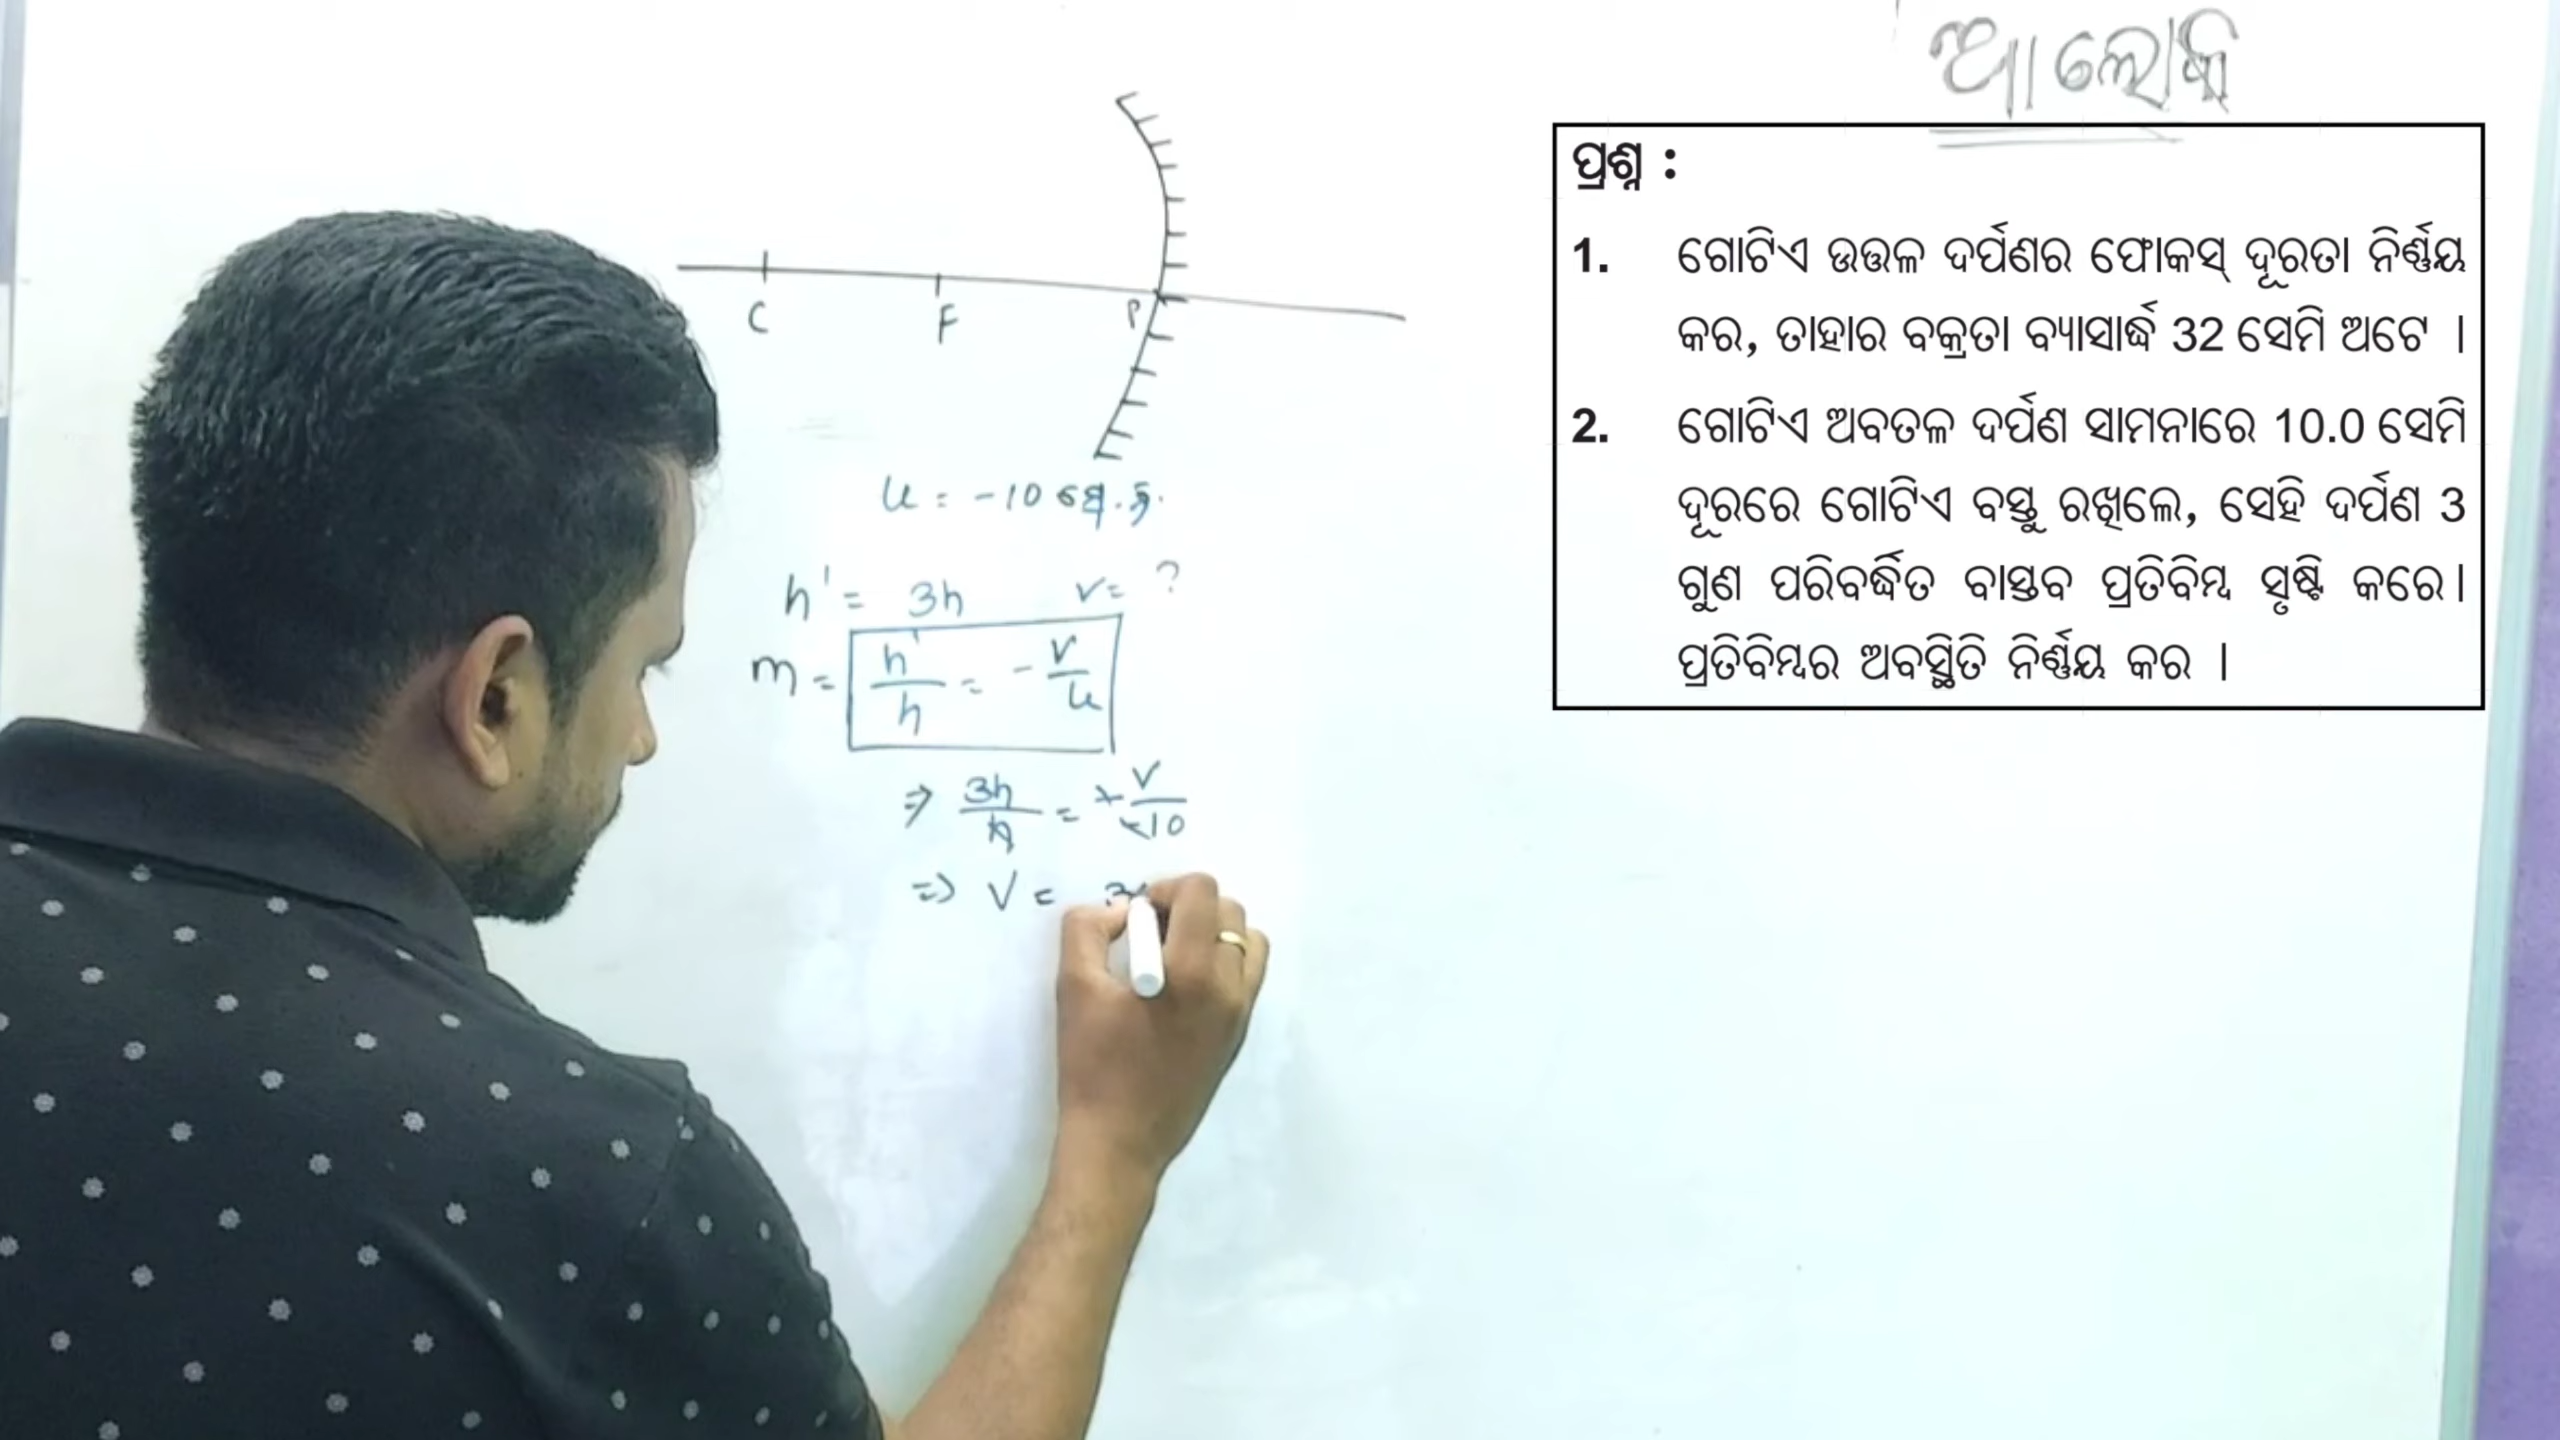 ଆଲୋକ
ପ୍ରଶ୍ନ :
1. ଗୋଟିଏ ଉତ୍ତଳ ଦର୍ପଣର ଫୋକସ୍ ଦୂରତା ନିର୍ଣ୍ଣୟ
କର, ତାହାର ବକ୍ରତା ବ୍ୟାସାର୍ଦ୍ଧ 32 ସେମି ଅଟେ ।
2. ଗୋଟିଏ ଅବତଳ ଦର୍ପଣ ସାମନାରେ 10.0 ସେମି
ଦୂରରେ ଗୋଟିଏ ବସ୍ତୁ ରଖିଲେ, ସେହି ଦର୍ପଣ 3
ଗୁଣ ପରିବର୍ଦ୍ଧିତ ବାସ୍ତବ ପ୍ରତିବିମ୍ବ ସୃଷ୍ଟି କରେ।
ପ୍ରତିବିମ୍ବର ଅବସ୍ଥିତି ନିର୍ଣ୍ଣୟ କର ।
C F P
u = -10 ସେ.ମି.
h' = 3h v = ?
m = h'/h = - v/u
⇒ 3h/h = + v/-10
⇒ V =